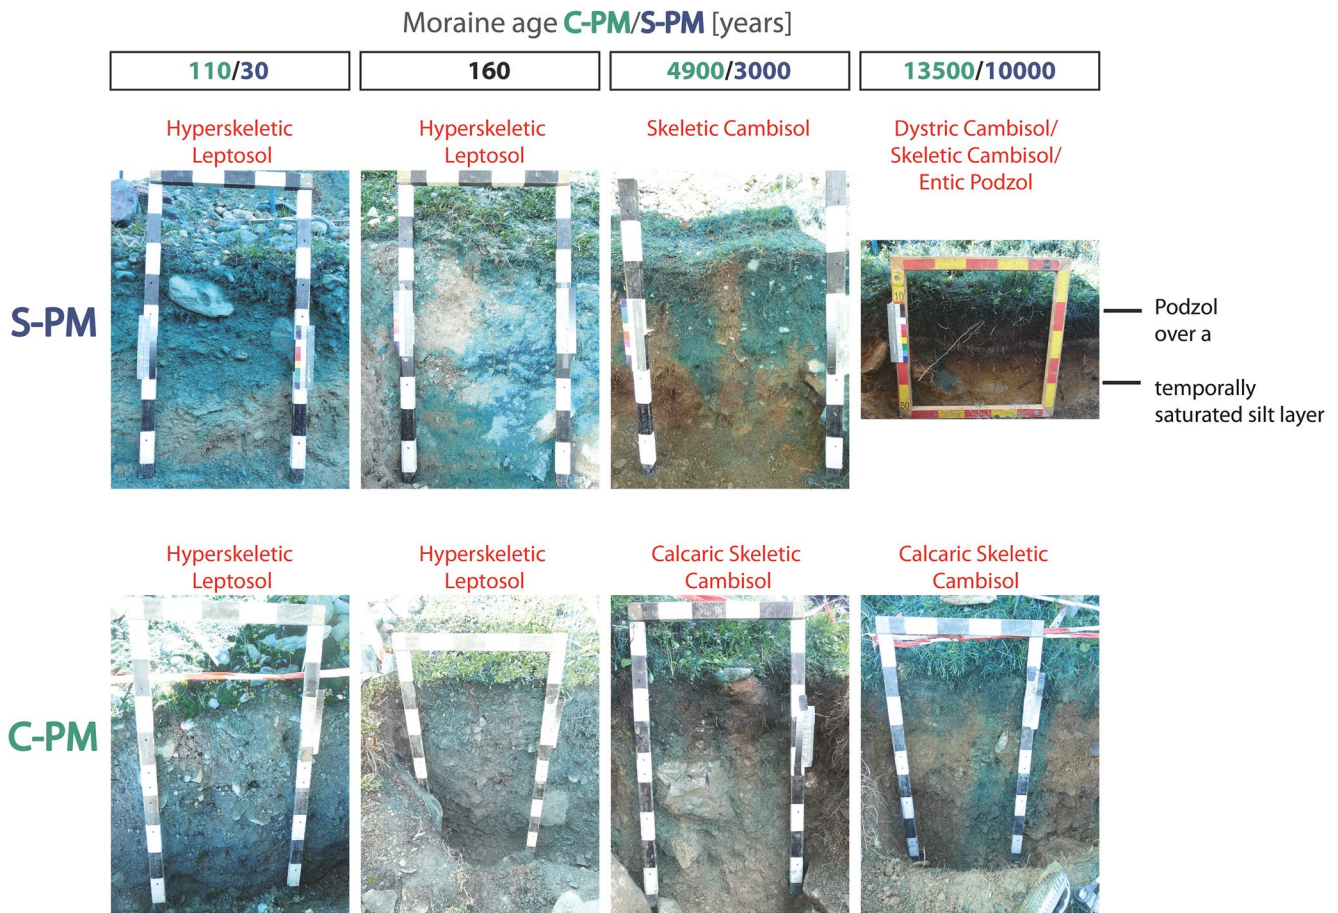 Moraine age C-PM/S-PM [years]
110/30
160
4900/3000
13500/10000
Hyperskeletic
Leptosol
Hyperskeletic
Leptosol
Skeletic Cambisol
Dystric Cambisol/
Skeletic Cambisol/
Entic Podzol
S-PM
10
50
Podzol
over a
temporally
saturated silt layer
Hyperskeletic
Leptosol
Hyperskeletic
Leptosol
Calcaric Skeletic
Cambisol
Calcaric Skeletic
Cambisol
C-PM